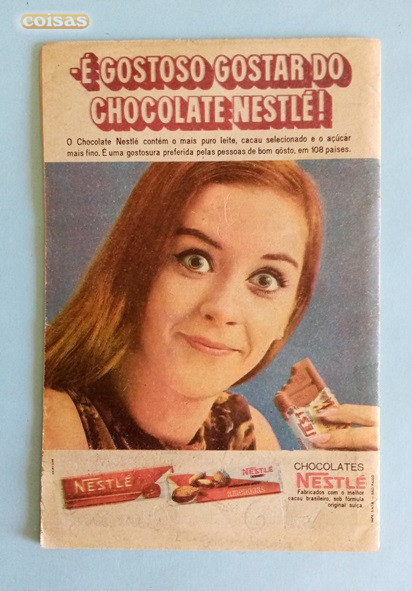 coisas
-É GOSTOSO GOSTAR DO
CHOCOLATE NESTLÉ!
O Chocolate Nestlé contém o mais puro leite, cacau selecionado e o açúcar
mais fino. É uma gostosura preferida pelas pessoas de bom gôsto, em 108 países.
NESTLÉ
NESTLÉ
CHOCOLATES
NESTLÉ
Fabricados com o melhor
cacau brasileiro, sob fórmula
original suíça.